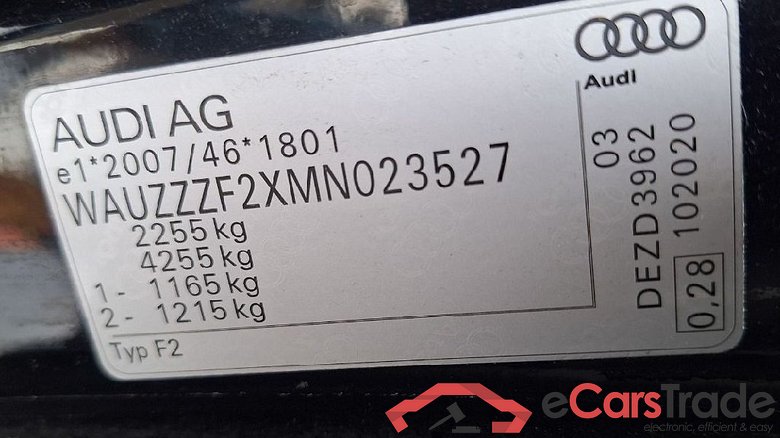 AUDI AG
e1*2007/46*1801
WAUZZZF2XMN023527
2255 kg
4255 kg
1- 1165 kg
2- 1215 kg
Typ F2
Audi
03
DEZD3962
0,28 102020
eCarsTrade
electronic, efficient & easy